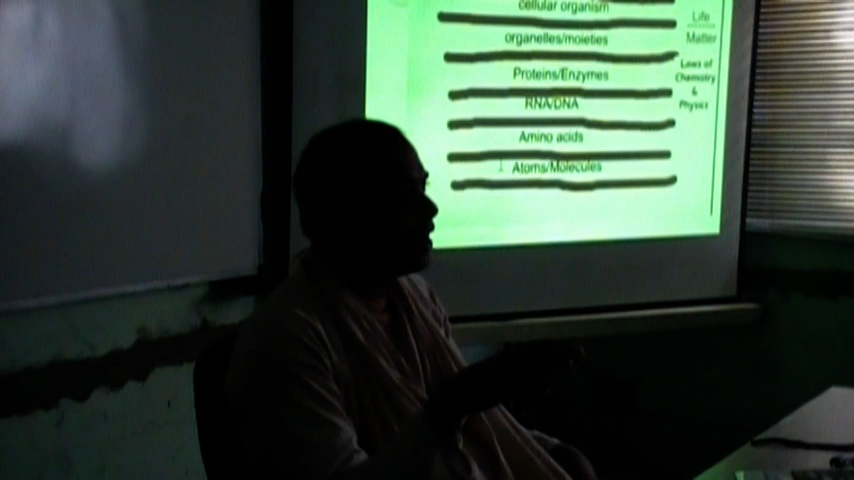 cellular organism
organelles/moieties
Proteins/Enzymes
RNA/DNA
Amino acids
Atoms/Molecules
Life
Matter
Laws of
Chemistry
&
Physics